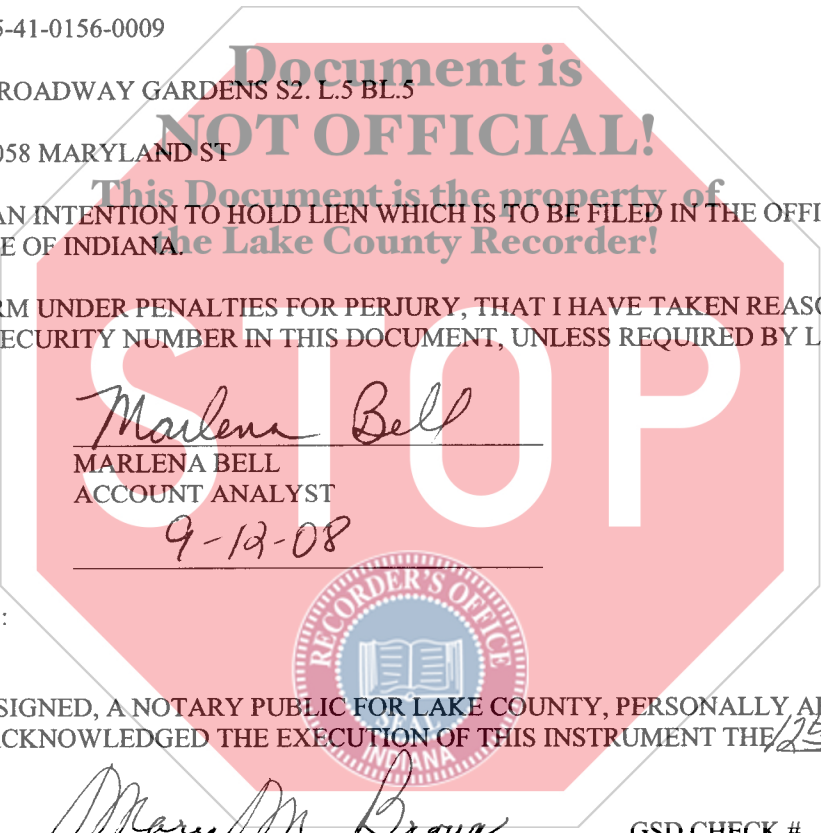 5-41-0156-0009
Document is
ROADWAY GARDENS S2. L.5 BL.5
NOT OFFICIAL!
058 MARYLAND ST
This Document is the property of
AN INTENTION TO HOLD LIEN WHICH IS TO BE FILED IN THE OFFI
the Lake County Recorder!
E OF INDIANA.
RM UNDER PENALTIES FOR PERJURY, THAT I HAVE TAKEN REASO
ECURITY NUMBER IN THIS DOCUMENT, UNLESS REQUIRED BY L
STOP
Marlena Bell
MARLENA BELL
ACCOUNT ANALYST
9-12-08
RECORDER'S OFFICE
:
SIGNED, A NOTARY PUBLIC FOR LAKE COUNTY, PERSONALLY A
SEAL
CKNOWLEDGED THE EXECUTION OF THIS INSTRUMENT THE 12
INDIANA
Mary M Brown
GSD CHECK #